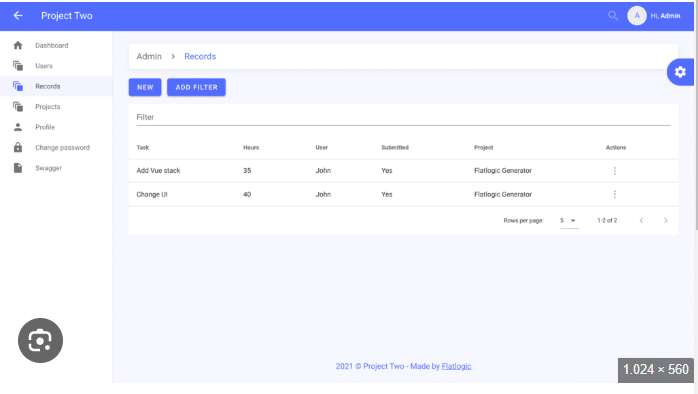 Project Two
A Hi, Admin
Dashboard
Users
Records
Projects
Profile
Change password
Swagger
Admin > Records
NEW ADD FILTER
Filter
Task Hours User Submitted Project Actions
Add Vue stack 35 John Yes Flatlogic Generator
Change UI 40 John Yes Flatlogic Generator
Rows per page: 5 1-2 of 2
2021 © Project Two - Made by Flatlogic
1.024 × 560